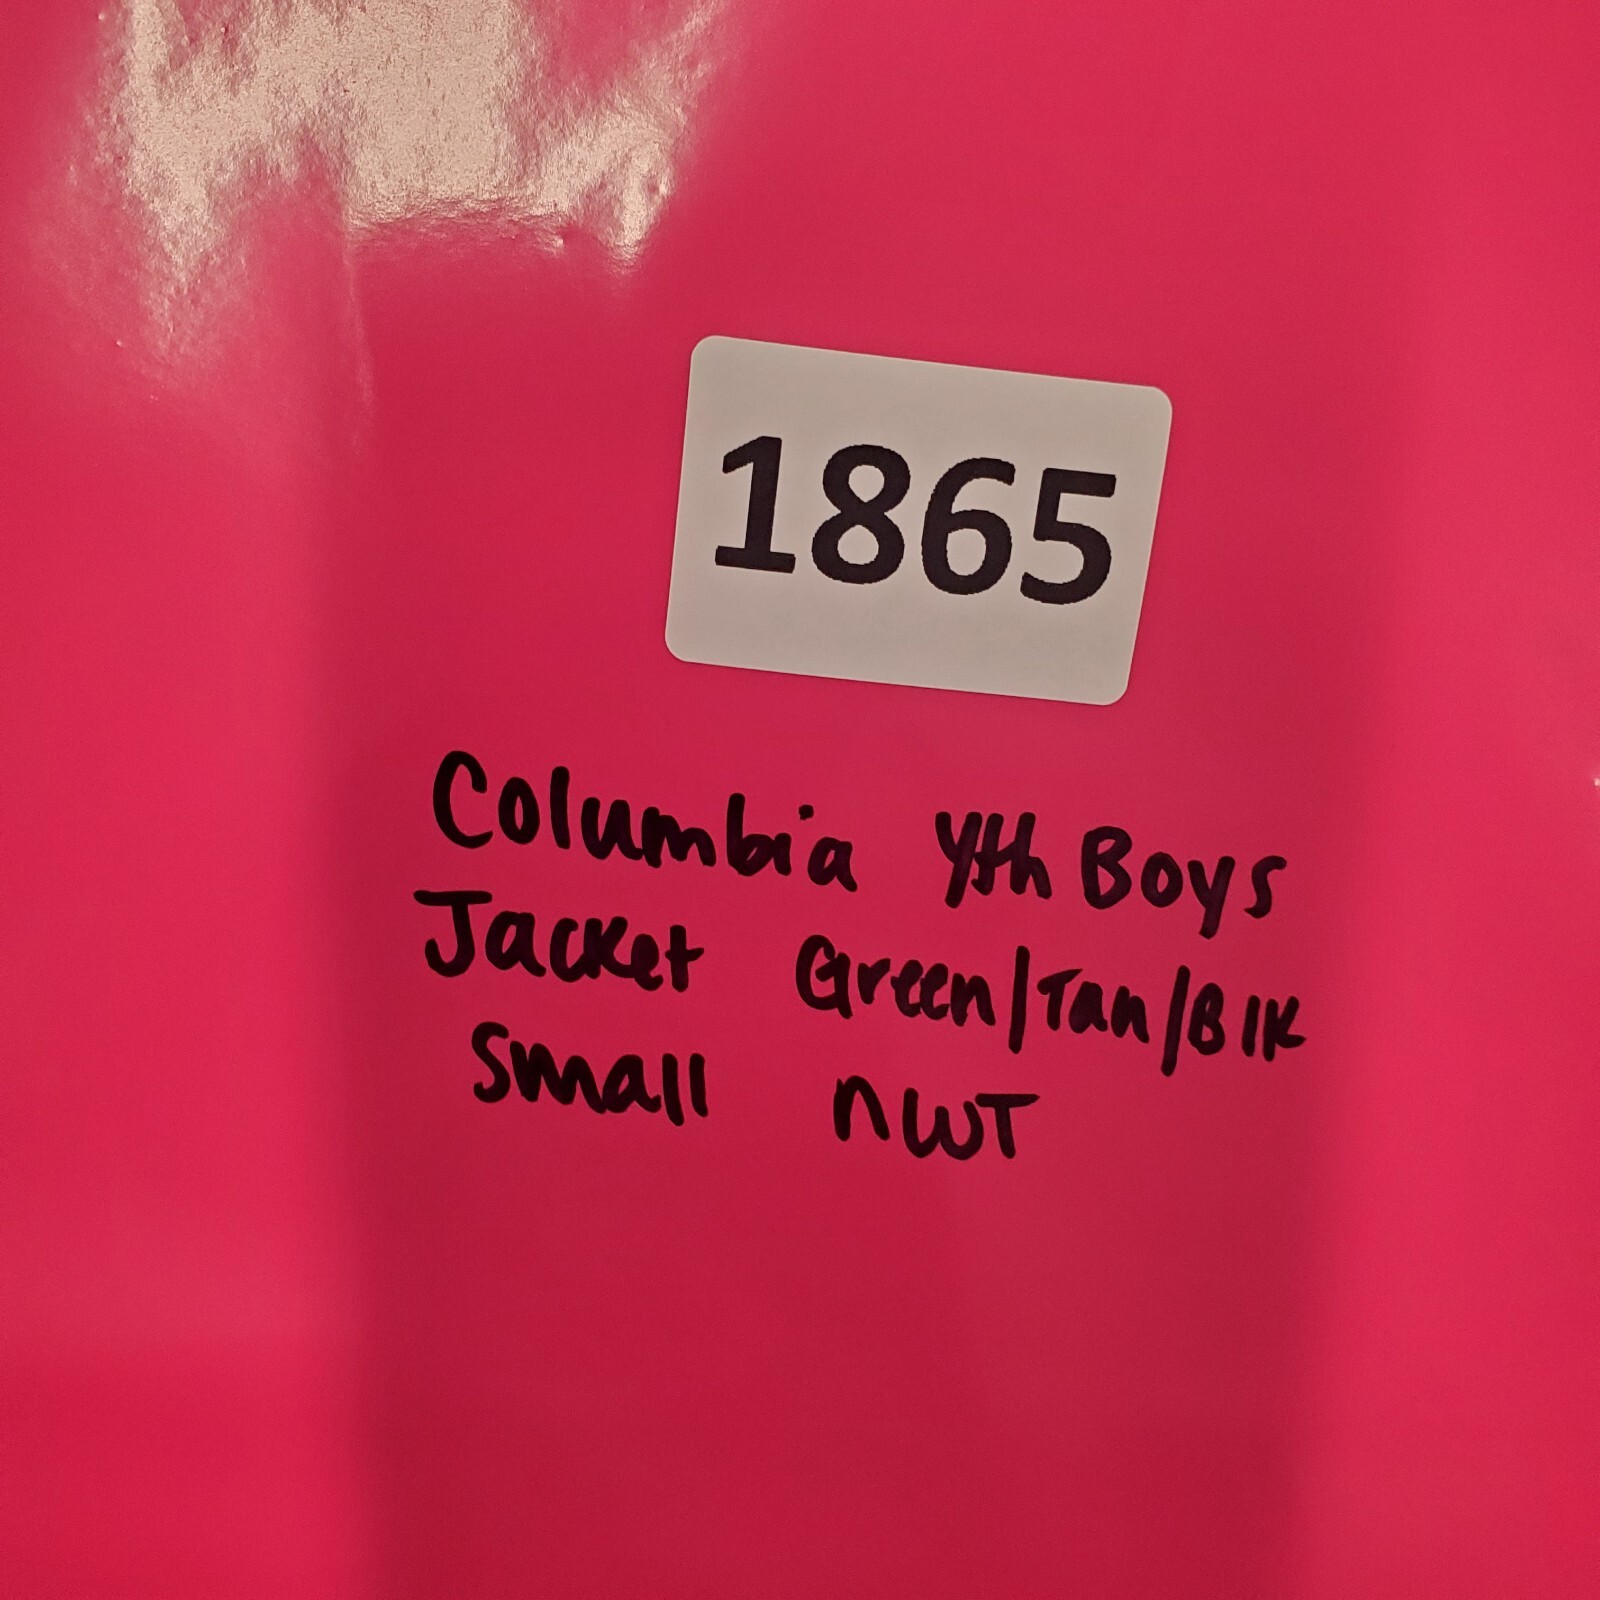 1865
Columbia Yth Boys
Jacket Green/Tan/Blk
Small NWT